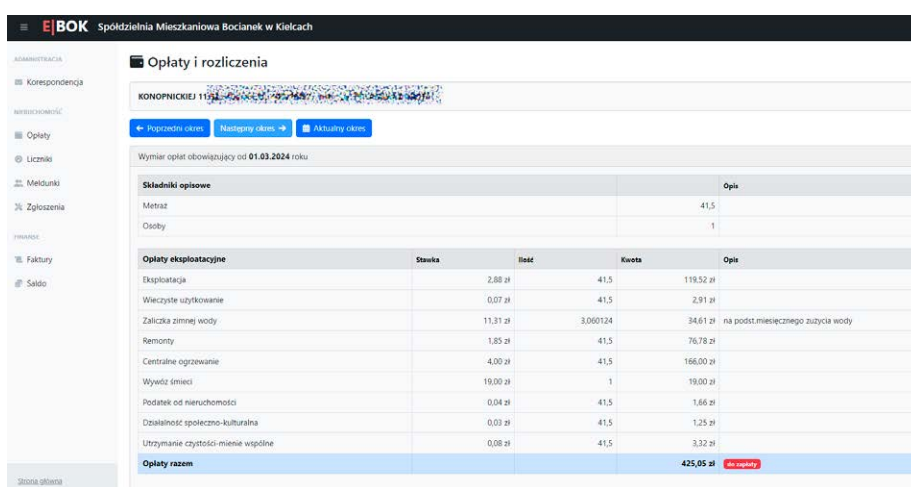 E|BOK Spółdzielnia Mieszkaniowa Bocianek w Kielcach
ADMINISTRACJA
Korespondencja
NIERUCHOMOŚĆ
Opłaty
Liczniki
Meldunki
Zgłoszenia
FINANSE
Faktury
Saldo
Strona główna
Opłaty i rozliczenia
KONOPNICKIEJ 11
← Poprzedni okres Następny okres → Aktualny okres
Wymiar opłat obowiązujący od 01.03.2024 roku
Składniki opisowe Opis
Metraż 41,5
Osoby 1
Opłaty eksploatacyjne Stawka Ilość Kwota Opis
Eksploatacja 2,88 zł 41,5 119,52 zł
Wieczyste użytkowanie 0,07 zł 41,5 2,91 zł
Zaliczka zimnej wody 11,31 zł 3,060124 34,61 zł na podst.miesięcznego zużycia wody
Remonty 1,85 zł 41,5 76,78 zł
Centralne ogrzewanie 4,00 zł 41,5 166,00 zł
Wywóz śmieci 19,00 zł 1 19,00 zł
Podatek od nieruchomości 0,04 zł 41,5 1,66 zł
Działalność społeczno-kulturalna 0,03 zł 41,5 1,25 zł
Utrzymanie czystości-mienie wspólne 0,08 zł 41,5 3,32 zł
Opłaty razem 425,05 zł do zapłaty